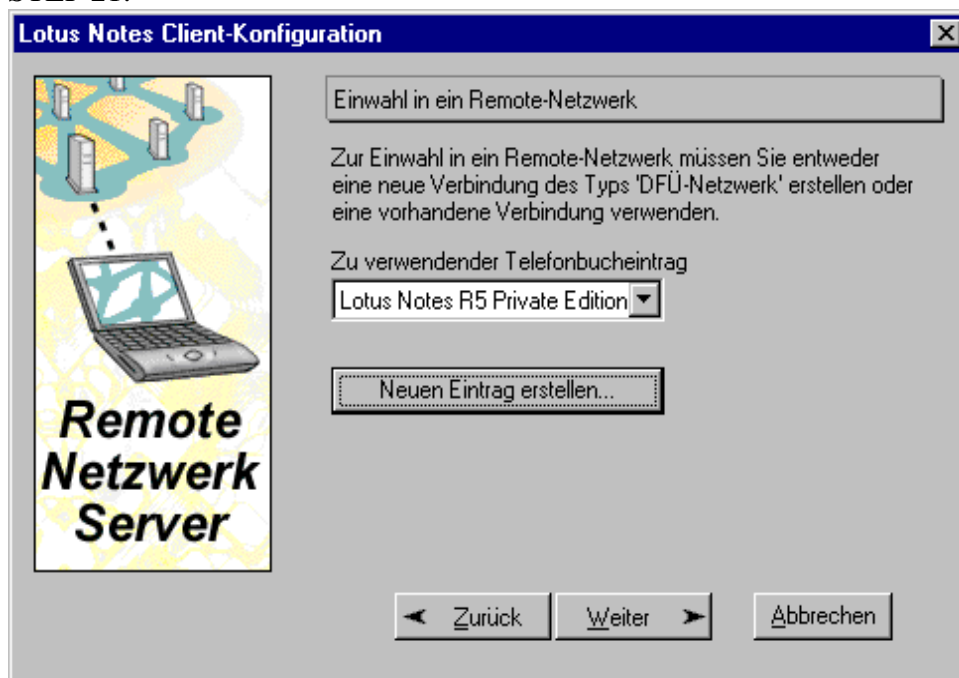 Lotus Notes Client-Konfiguration
Einwahl in ein Remote-Netzwerk
Zur Einwahl in ein Remote-Netzwerk müssen Sie entweder
eine neue Verbindung des Typs 'DFÜ-Netzwerk' erstellen oder
eine vorhandene Verbindung verwenden.
Zu verwendender Telefonbucheintrag
Lotus Notes R5 Private Edition
Neuen Eintrag erstellen...
Remote
Netzwerk
Server
Zurück Weiter Abbrechen